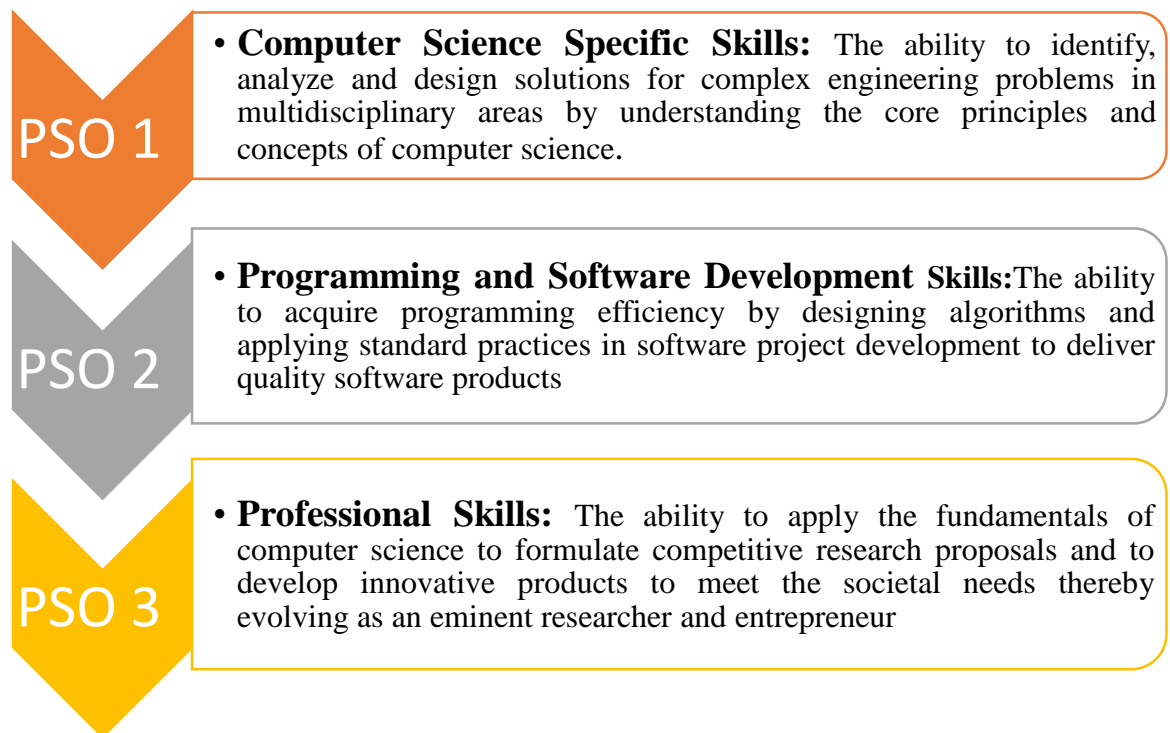 PSO 1
• Computer Science Specific Skills: The ability to identify,
analyze and design solutions for complex engineering problems in
multidisciplinary areas by understanding the core principles and
concepts of computer science.
PSO 2
• Programming and Software Development Skills:The ability
to acquire programming efficiency by designing algorithms and
applying standard practices in software project development to deliver
quality software products
PSO 3
• Professional Skills: The ability to apply the fundamentals of
computer science to formulate competitive research proposals and to
develop innovative products to meet the societal needs thereby
evolving as an eminent researcher and entrepreneur